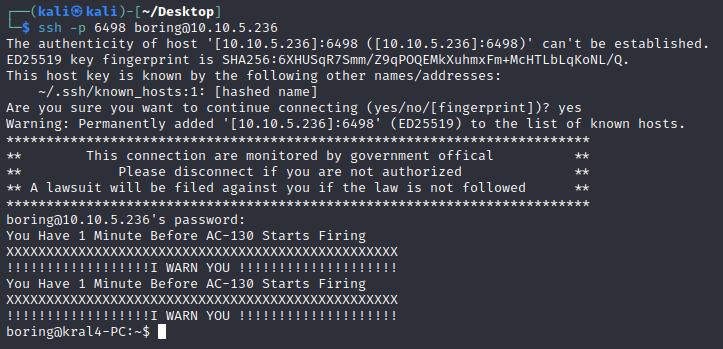 ┌──(kali㉿kali)-[~/Desktop]
└─$ ssh -p 6498 boring@10.10.5.236
The authenticity of host '[10.10.5.236]:6498 ([10.10.5.236]:6498)' can't be established.
ED25519 key fingerprint is SHA256:6XHUSqR7Smm/Z9qPOQEMkXuhmxFm+McHTLbLqKoNL/Q.
This host key is known by the following other names/addresses:
    ~/.ssh/known_hosts:1: [hashed name]
Are you sure you want to continue connecting (yes/no/[fingerprint])? yes
Warning: Permanently added '[10.10.5.236]:6498' (ED25519) to the list of known hosts.
*************************************************************************
**        This connection are monitored by government offical          **
**            Please disconnect if you are not authorized              **
** A lawsuit will be filed against you if the law is not followed      **
*************************************************************************
boring@10.10.5.236's password:
You Have 1 Minute Before AC-130 Starts Firing
XXXXXXXXXXXXXXXXXXXXXXXXXXXXXXXXXXXXXXXXXXXXXXXXX
!!!!!!!!!!!!!!!!!!I WARN YOU !!!!!!!!!!!!!!!!!!!!
You Have 1 Minute Before AC-130 Starts Firing
XXXXXXXXXXXXXXXXXXXXXXXXXXXXXXXXXXXXXXXXXXXXXXXXX
!!!!!!!!!!!!!!!!!!I WARN YOU !!!!!!!!!!!!!!!!!!!!
boring@kral4-PC:~$